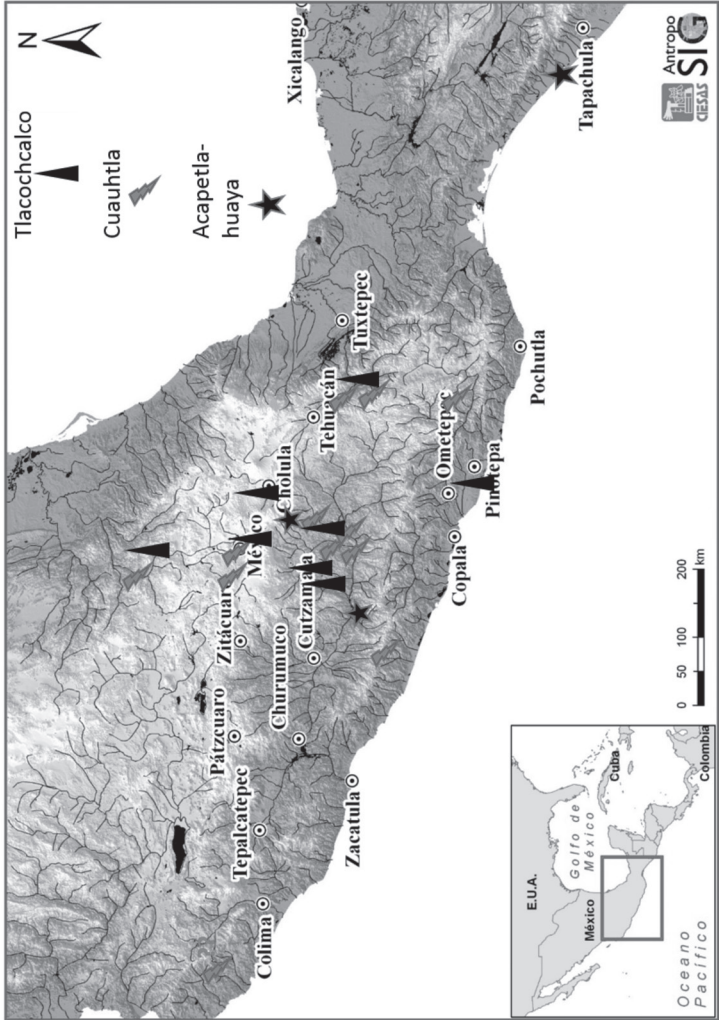 N
Tlacochcalco
Cuauhtla
Acapetla-
huaya
Xicalango
Tapachula
Tuxtepec
Tehuacán
Pochutla
Ometepec
Pinotepa
Cholula
México
Copala
Cutzamala
Zitácuaro
Churumuco
Pátzcuaro
Tepalcatepec
Zacatula
Colima
0 50 100 200
km
E.U.A.
Golfo de
México
México
Cuba
Colombia
Oceano
Pacífico
Antropo
SIG
CIESAS